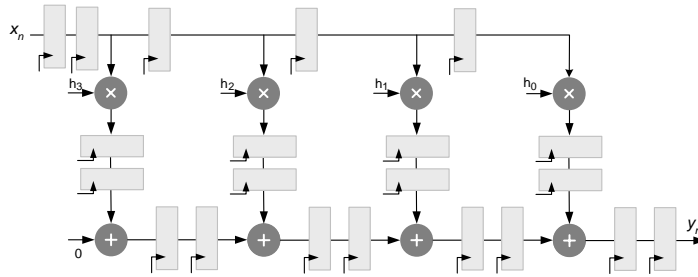 xn
h3
h2
h1
h0
× × × ×
0
+ + + +
yn